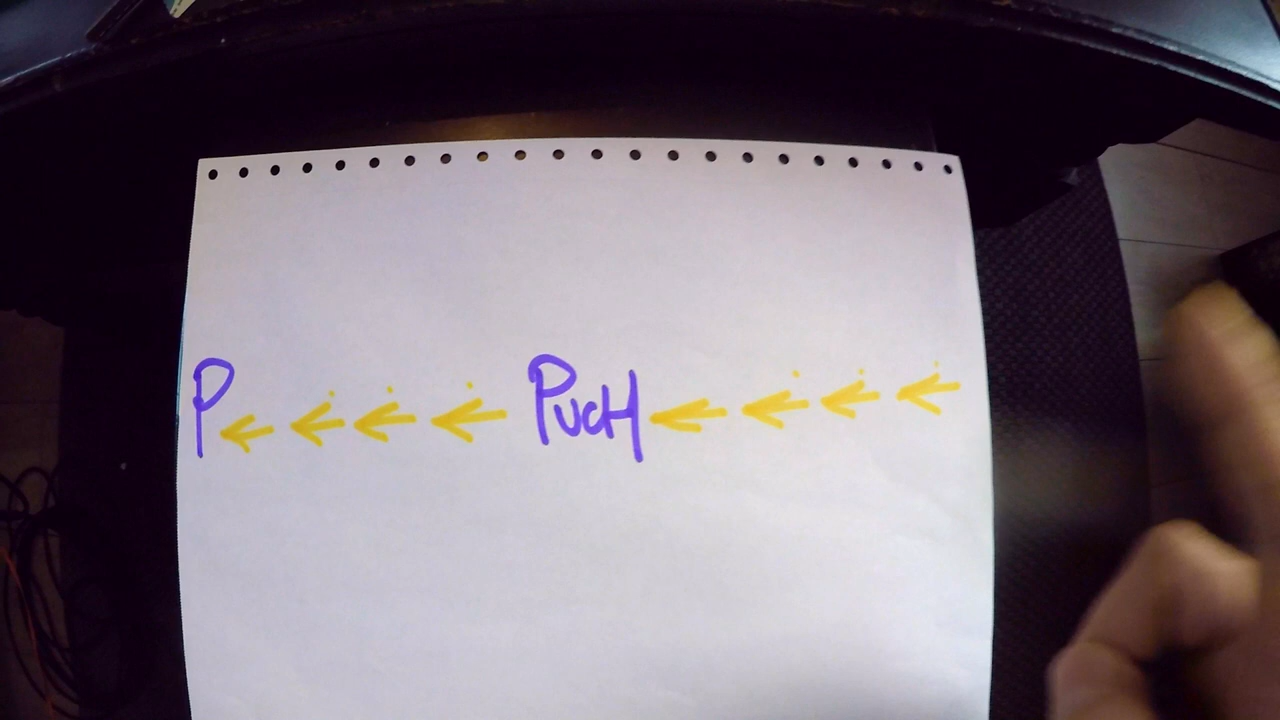 P ← ← ← ← PUCH ← ← ← ←